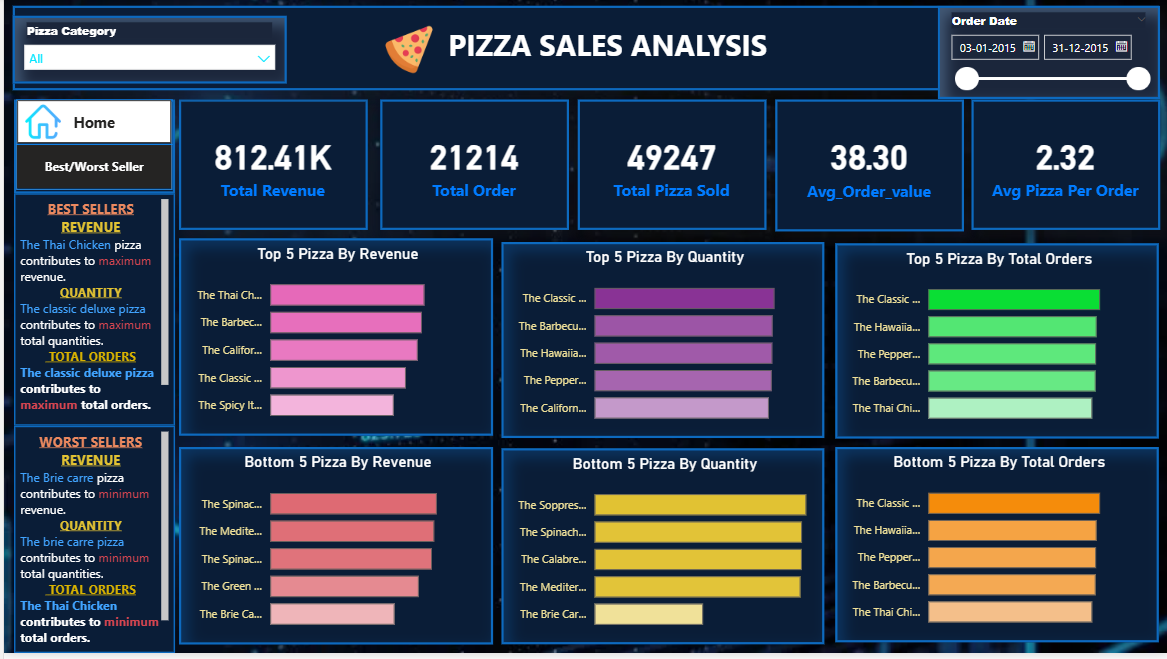 Pizza Category
All
PIZZA SALES ANALYSIS
Order Date
03-01-2015
31-12-2015
Home
Best/Worst Seller
812.41K
Total Revenue
21214
Total Order
49247
Total Pizza Sold
38.30
Avg_Order_value
2.32
Avg Pizza Per Order
BEST SELLERS
REVENUE
The Thai Chicken pizza
contributes to maximum
revenue.
QUANTITY
The classic deluxe pizza
contributes to maximum
total quantities.
TOTAL ORDERS
The classic deluxe pizza
contributes to
maximum total orders.
Top 5 Pizza By Revenue
The Thai Ch...
The Barbec...
The Califor...
The Classic ...
The Spicy It...
Top 5 Pizza By Quantity
The Classic ...
The Barbecu...
The Hawaiia...
The Pepper...
The Californ...
Top 5 Pizza By Total Orders
The Classic ...
The Hawaiia...
The Pepper...
The Barbecu...
The Thai Chi...
WORST SELLERS
REVENUE
The Brie carre pizza
contributes to minimum
revenue.
QUANTITY
The brie carre pizza
contributes to minimum
total quantities.
TOTAL ORDERS
The Thai Chicken
contributes to minimum
total orders.
Bottom 5 Pizza By Revenue
The Spinac...
The Medite...
The Spinac...
The Green ...
The Brie Ca...
Bottom 5 Pizza By Quantity
The Soppres...
The Spinach...
The Calabre...
The Mediter...
The Brie Car...
Bottom 5 Pizza By Total Orders
The Classic ...
The Hawaiia...
The Pepper...
The Barbecu...
The Thai Chi...